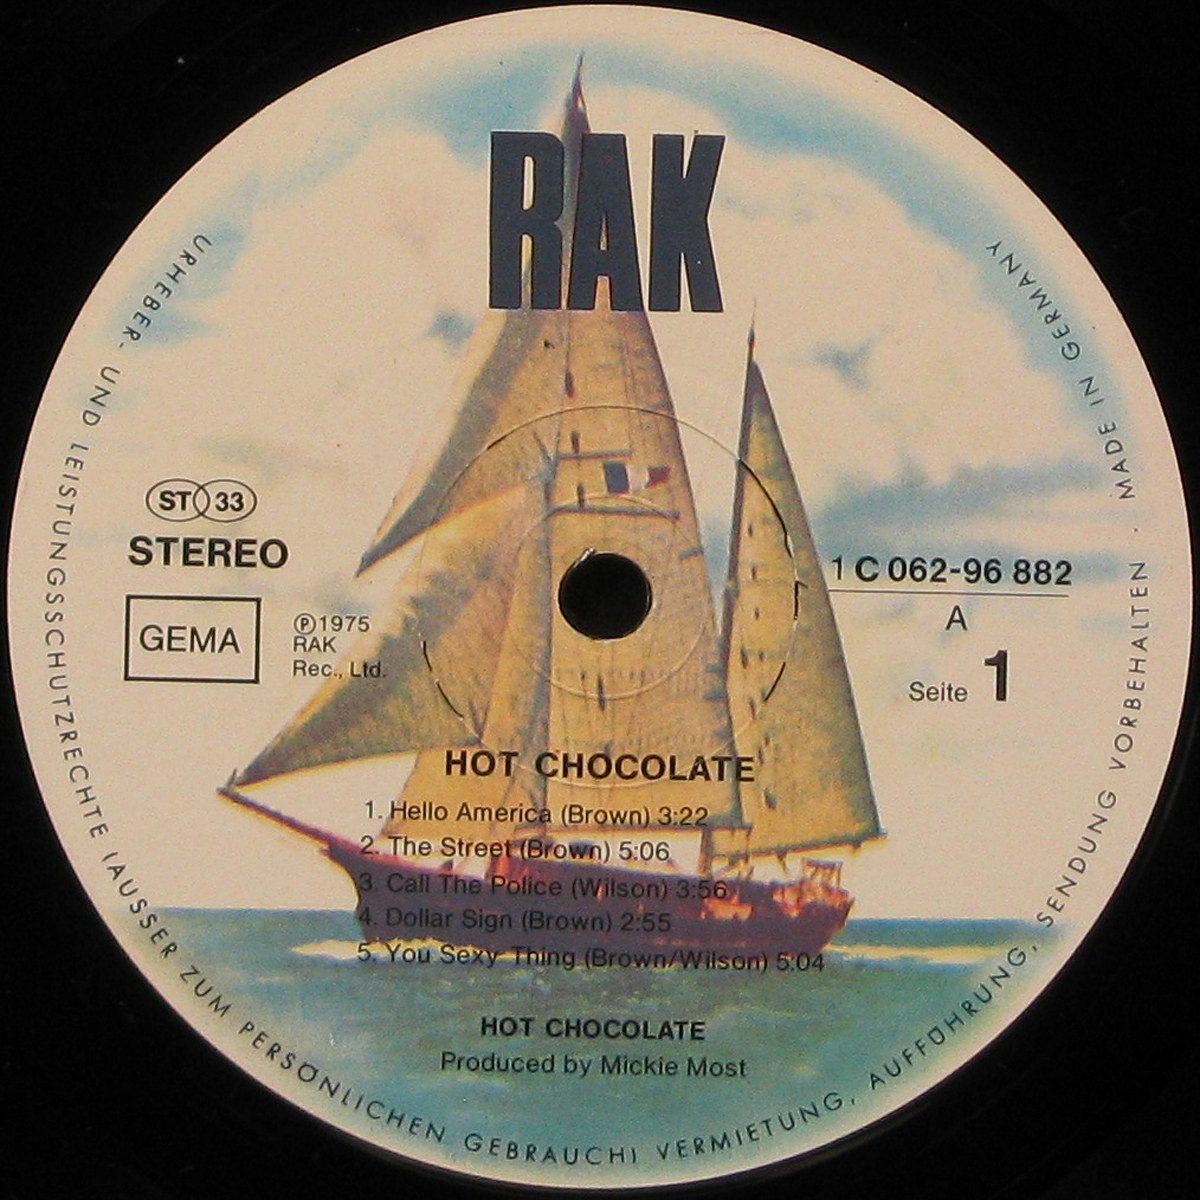 RAK
URHEBER- UND LEISTUNGSSCHUTZRECHTE (AUSSER ZUM PERSÖNLICHEN GEBRAUCH) VERMIETUNG, AUFFÜHRUNG, SENDUNG VORBEHALTEN · MADE IN GERMANY
ST 33
STEREO
GEMA
Ⓟ1975
RAK
Rec., Ltd.
1 C 062-96 882
A
Seite 1
HOT CHOCOLATE
1. Hello America (Brown) 3:22
2. The Street (Brown) 5:06
3. Call The Police (Wilson) 3:56
4. Dollar Sign (Brown) 2:55
5. You Sexy Thing (Brown/Wilson) 5:04
HOT CHOCOLATE
Produced by Mickie Most